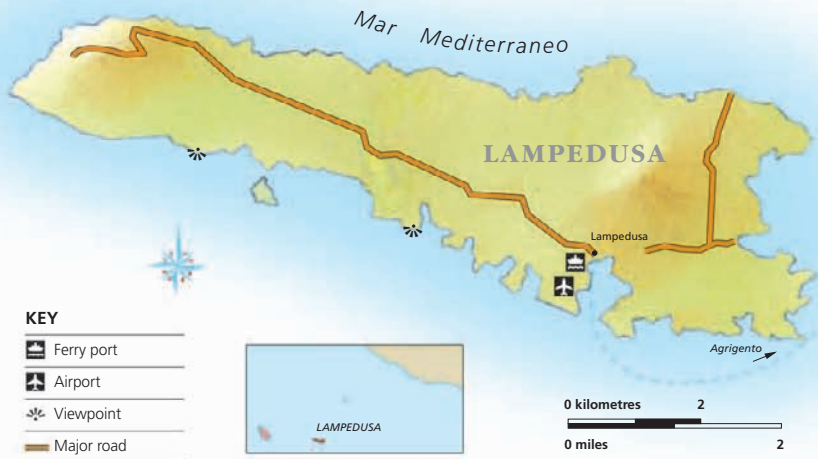 Mar Mediterraneo
LAMPEDUSA
Lampedusa
KEY
Ferry port
Airport
Viewpoint
Major road
LAMPEDUSA
Agrigento
0 kilometres 2
0 miles 2